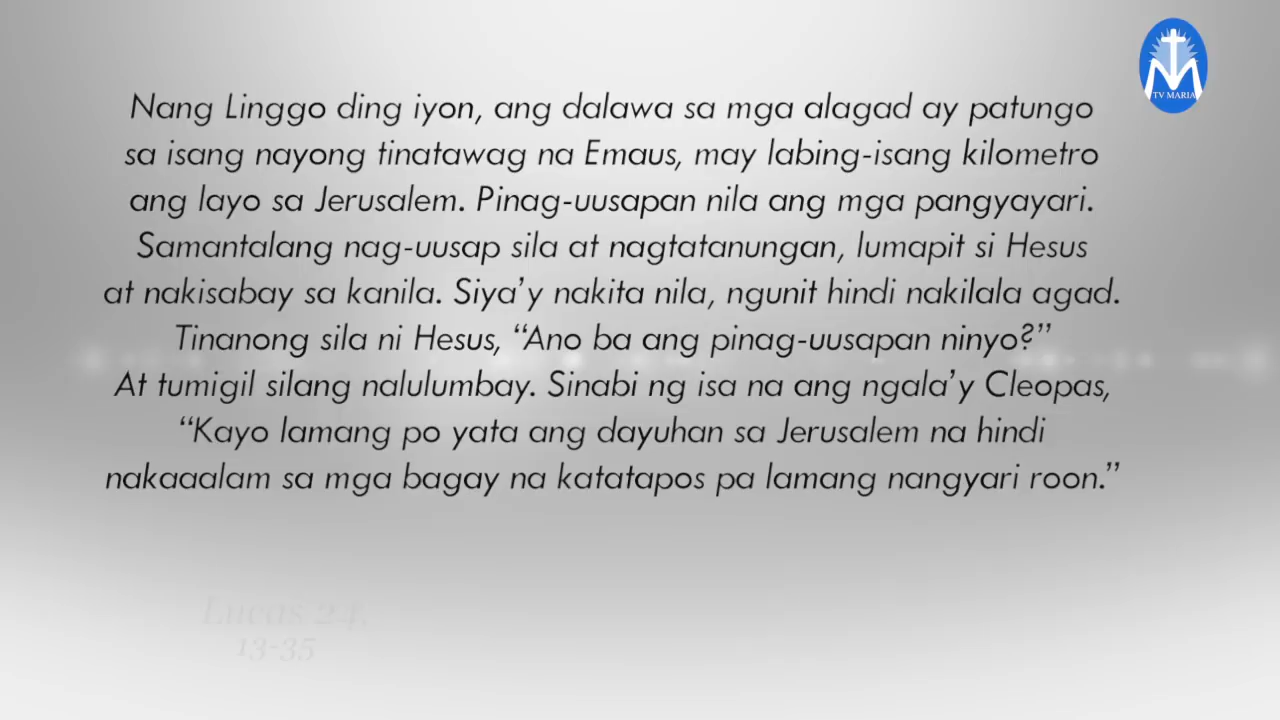 TV MARIA
Nang Linggo ding iyon, ang dalawa sa mga alagad ay patungo
sa isang nayong tinatawag na Emaus, may labing-isang kilometro
ang layo sa Jerusalem. Pinag-uusapan nila ang mga pangyayari.
Samantalang nag-uusap sila at nagtatanungan, lumapit si Hesus
at nakisabay sa kanila. Siya’y nakita nila, ngunit hindi nakilala agad.
Tinanong sila ni Hesus, “Ano ba ang pinag-uusapan ninyo?”
At tumigil silang nalulumbay. Sinabi ng isa na ang ngala’y Cleopas,
“Kayo lamang po yata ang dayuhan sa Jerusalem na hindi
nakaaalam sa mga bagay na katatapos pa lamang nangyari roon.”
Lucas 24,
13-35